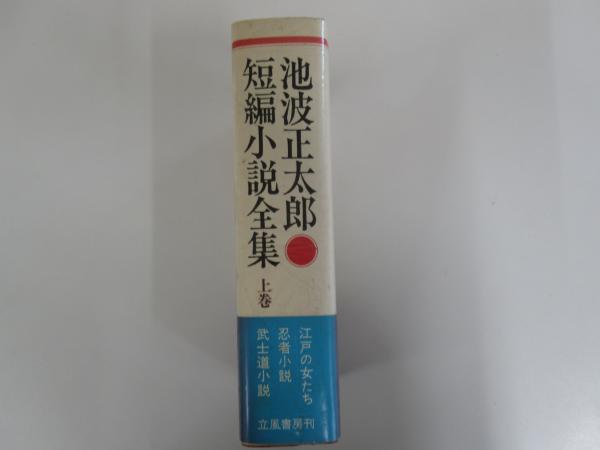 池波正太郎
短編小説全集 上巻
江戸の女たち
忍者小説
武士道小説
立風書房刊